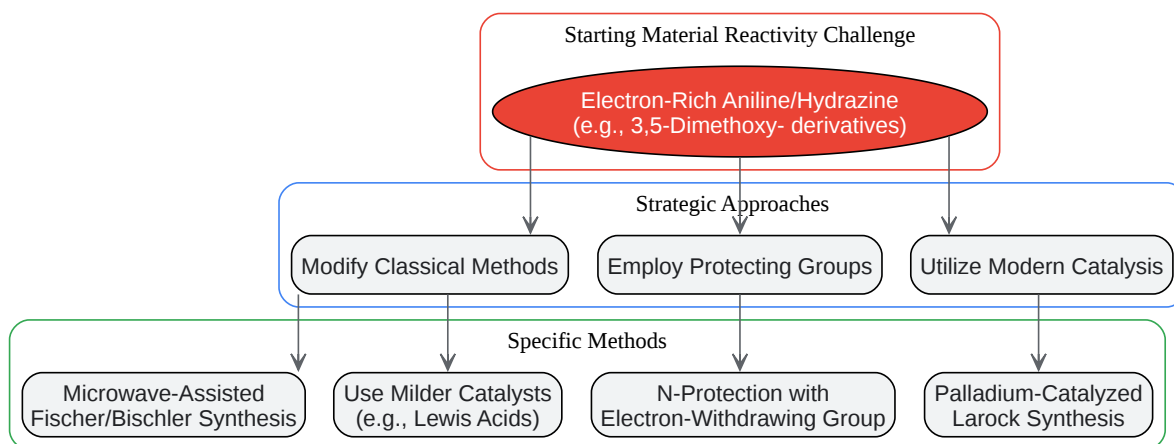 Starting Material Reactivity Challenge
Electron-Rich Aniline/Hydrazine
(e.g., 3,5-Dimethoxy- derivatives)
Strategic Approaches
Modify Classical Methods
Employ Protecting Groups
Utilize Modern Catalysis
Specific Methods
Microwave-Assisted
Fischer/Bischler Synthesis
Use Milder Catalysts
(e.g., Lewis Acids)
N-Protection with
Electron-Withdrawing Group
Palladium-Catalyzed
Larock Synthesis